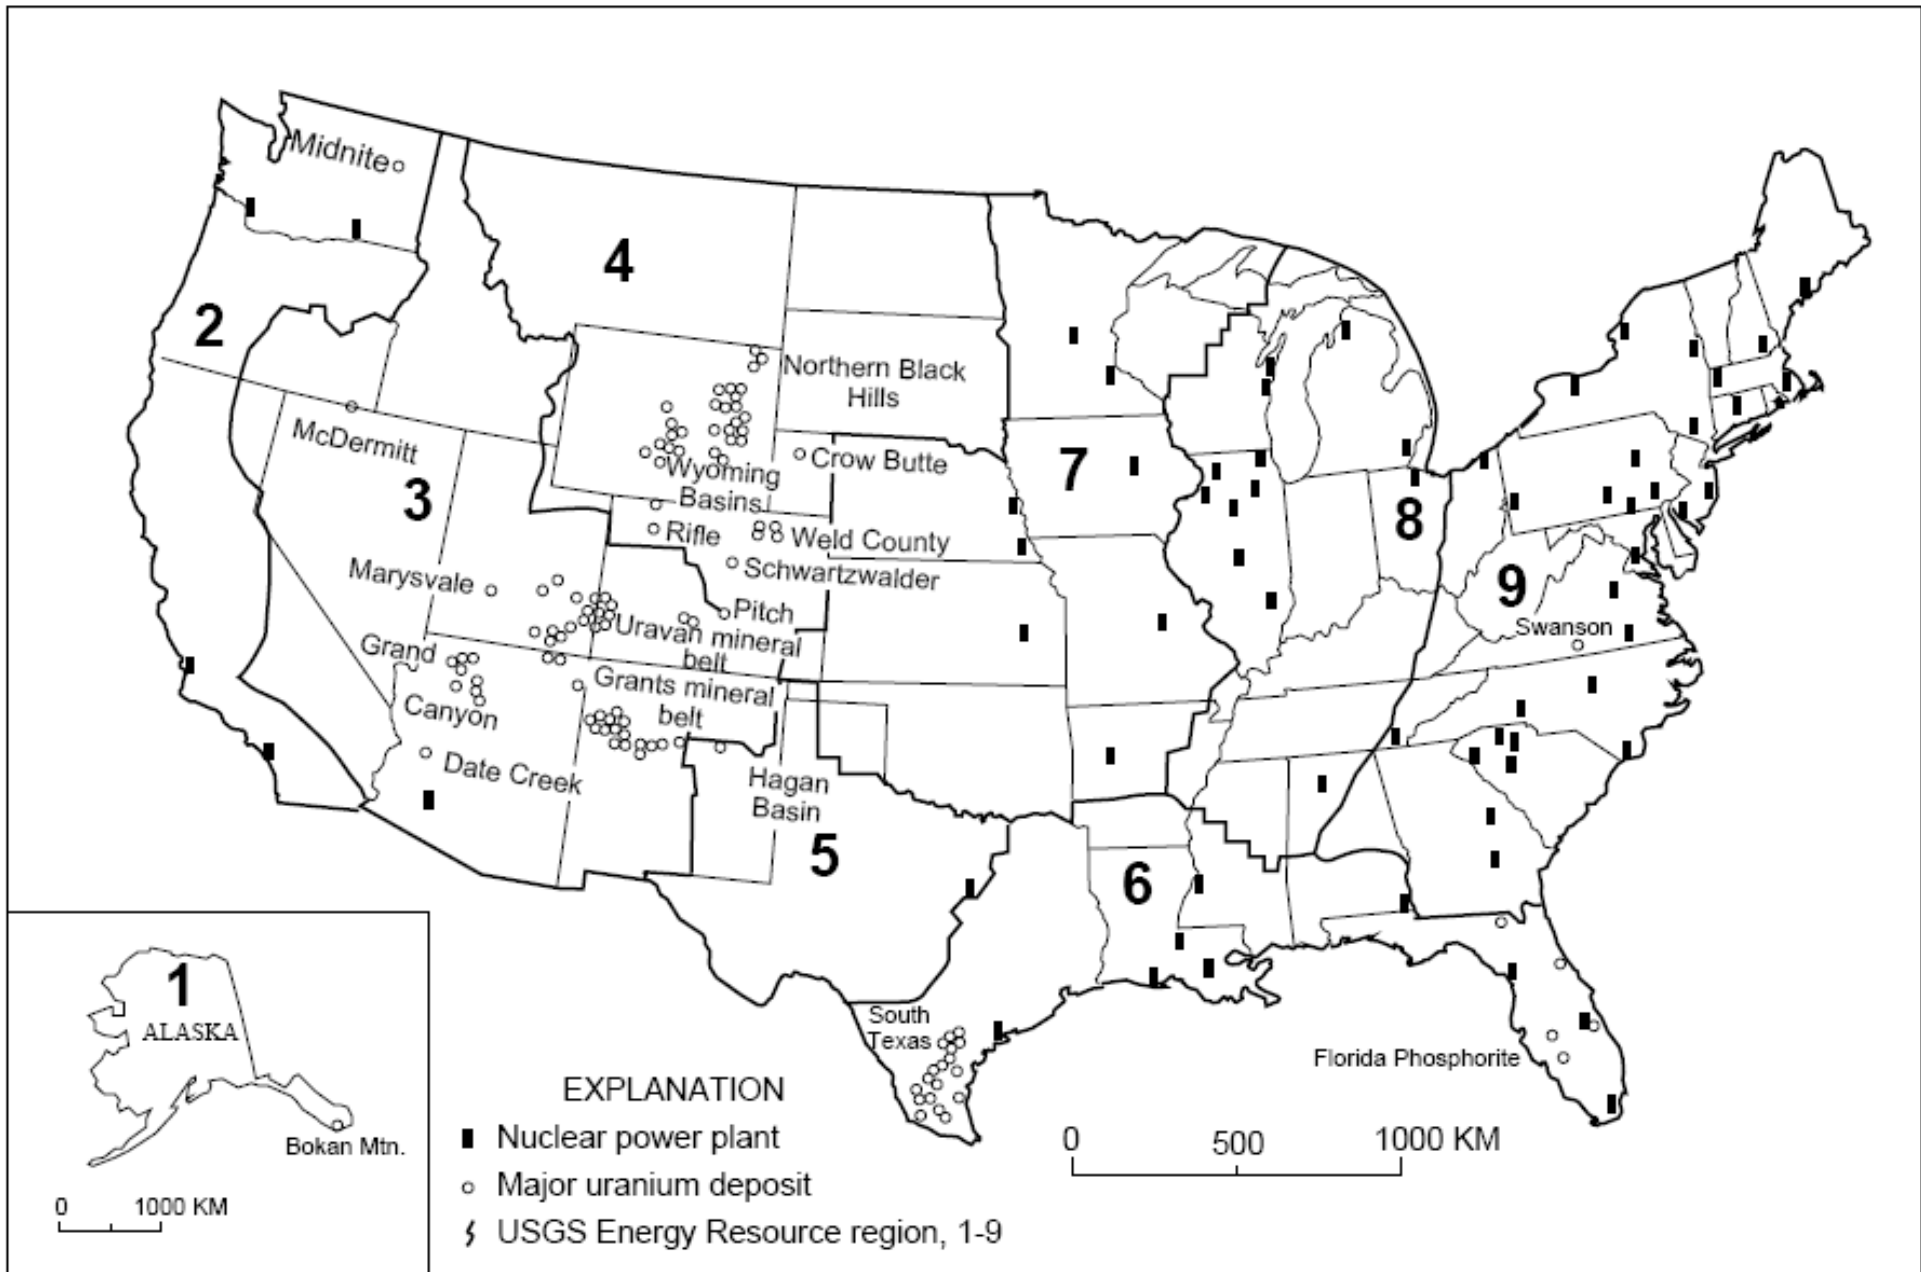 Midnite
4
2
Northern Black
Hills
McDermitt
Crow Butte
Wyoming
Basins
7
3
8
Rifle
Weld County
Schwartzwalder
Marysvale
9
Pitch
Uravan mineral
belt
Swanson
Grand
Canyon
Grants mineral
belt
Date Creek
Hagan
Basin
5
6
1
ALASKA
Bokan Mtn.
0 1000 KM
South
Texas
Florida Phosphorite
EXPLANATION
Nuclear power plant
Major uranium deposit
USGS Energy Resource region, 1-9
0 500 1000 KM